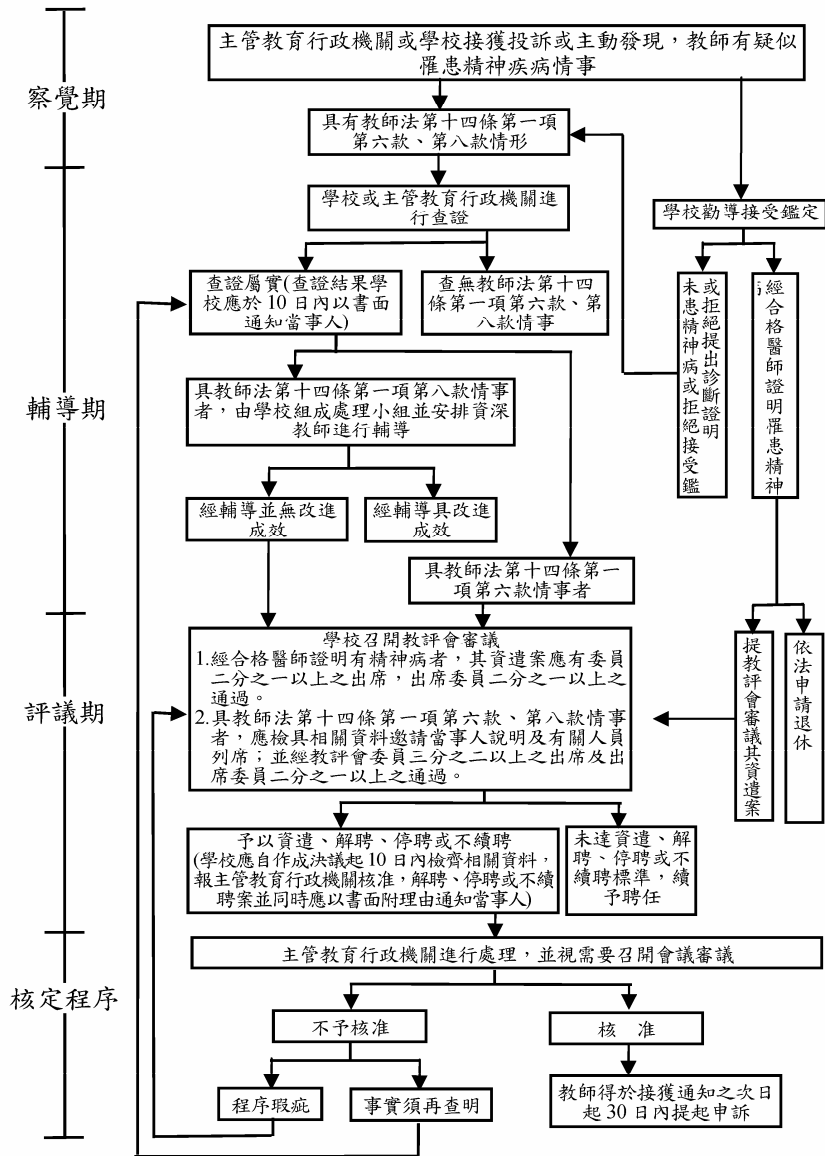 主管教育行政機關或學校接獲投訴或主動發現，教師有疑似
罹患精神疾病情事
察覺期
具有教師法第十四條第一項
第六款、第八款情形
學校或主管教育行政機關進
行查證
學校勸導接受鑑定
查證屬實(查證結果學
校應於 10 日內以書面
通知當事人)
查無教師法第十四
條第一項第六款、第
八款情事
未患精神病或拒絕接受鑑
或拒絕提出診斷證明
經合格醫師證明罹患精神
輔導期
具教師法第十四條第一項第八款情事
者，由學校組成處理小組並安排資深
教師進行輔導
經輔導並無改進
成效
經輔導具改進
成效
具教師法第十四條第一
項第六款情事者
評議期
學校召開教評會審議
1.經合格醫師證明有精神病者，其資遣案應有委員
二分之一以上之出席，出席委員二分之一以上之
通過。
2.具教師法第十四條第一項第六款、第八款情事
者，應檢具相關資料邀請當事人說明及有關人員
列席；並經教評會委員三分之二以上之出席及出
席委員二分之一以上之通過。
提教評會審議其資遣案
依法申請退休
予以資遣、解聘、停聘或不續聘
(學校應自作成決議起 10 日內檢齊相關資料，
報主管教育行政機關核准，解聘、停聘或不續
聘案並同時應以書面附理由通知當事人)
未達資遣、解
聘、停聘或不
續聘標準，續
予聘任
核定程序
主管教育行政機關進行處理，並視需要召開會議審議
不予核准
核　准
程序瑕疵
事實須再查明
教師得於接獲通知之次日
起 30 日內提起申訴